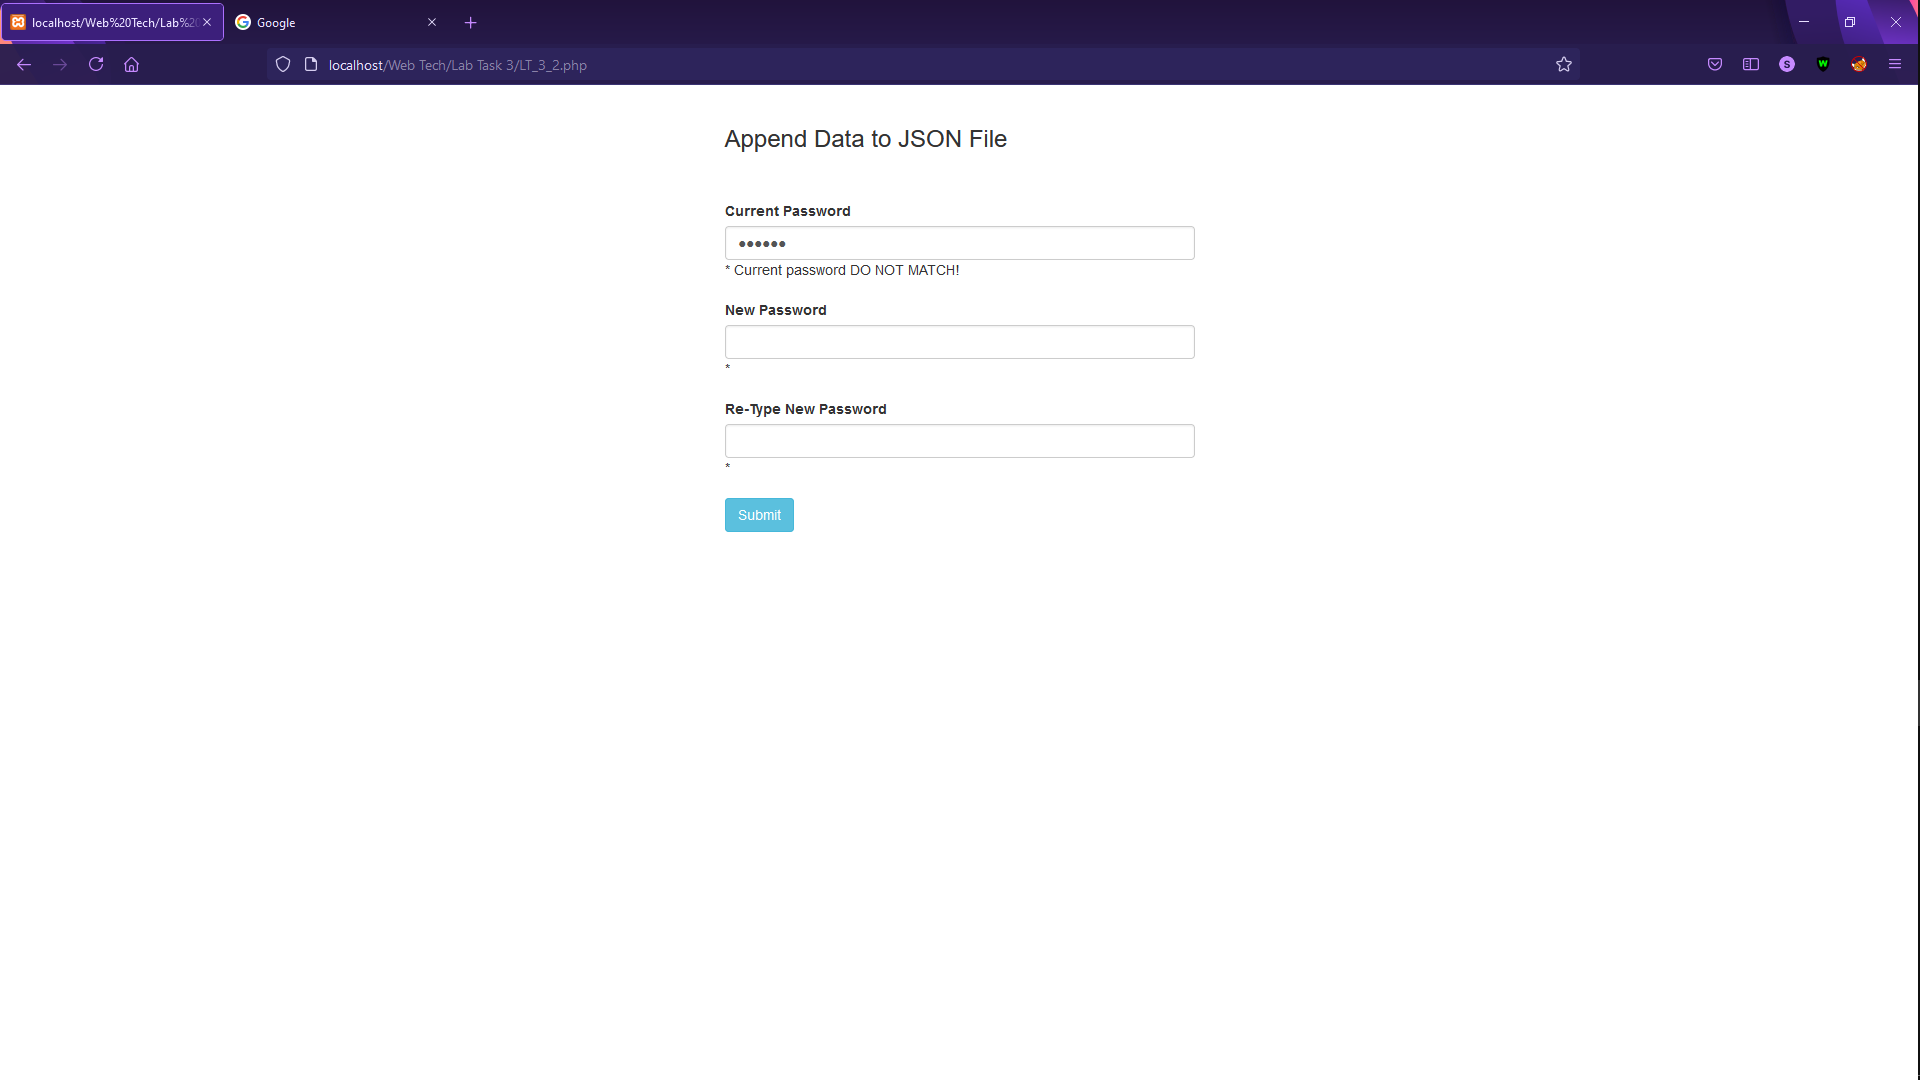 localhost/Web%20Tech/Lab%20
Google
localhost/Web Tech/Lab Task 3/LT_3_2.php
S
W
Append Data to JSON File
Current Password
••••••
* Current password DO NOT MATCH!
New Password
*
Re-Type New Password
*
Submit